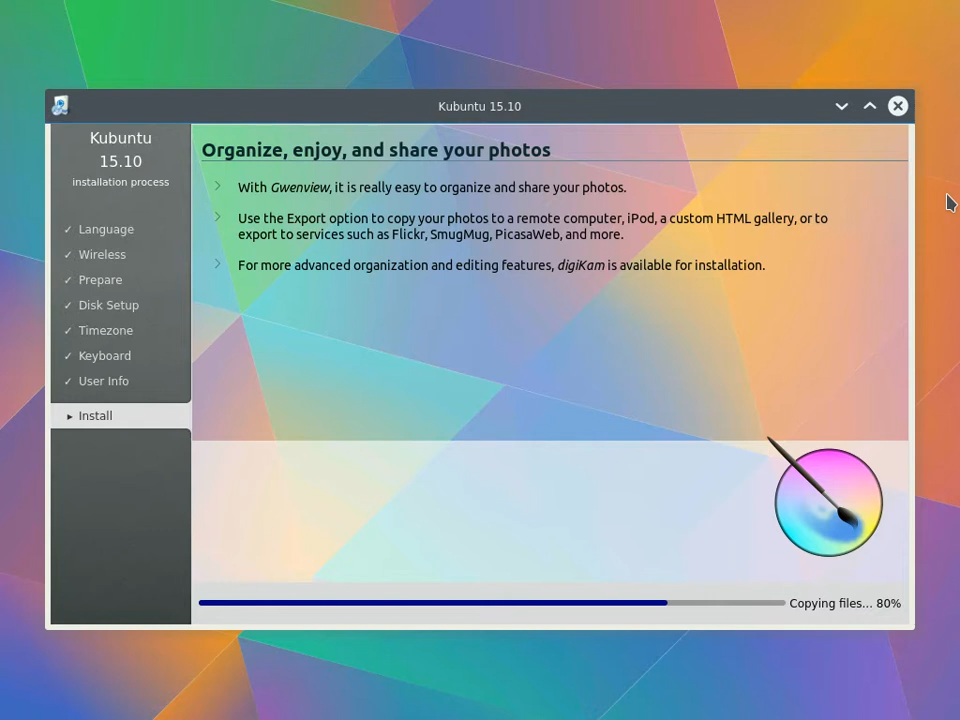 Kubuntu 15.10
Kubuntu
15.10
installation process
✓ Language
✓ Wireless
✓ Prepare
✓ Disk Setup
✓ Timezone
✓ Keyboard
✓ User Info
▸ Install
Organize, enjoy, and share your photos
With Gwenview, it is really easy to organize and share your photos.
Use the Export option to copy your photos to a remote computer, iPod, a custom HTML gallery, or to
export to services such as Flickr, SmugMug, PicasaWeb, and more.
For more advanced organization and editing features, digiKam is available for installation.
Copying files... 80%